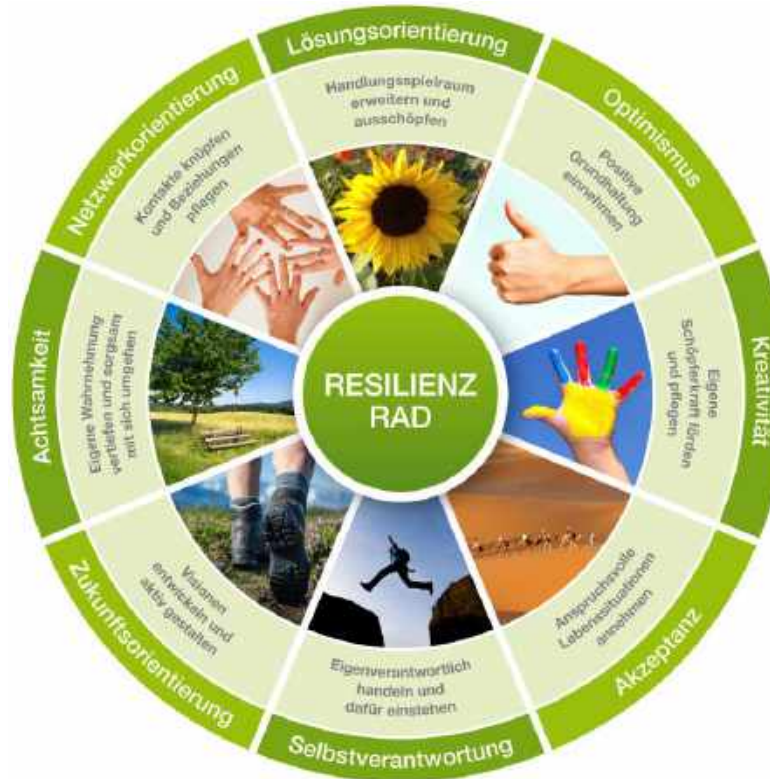 Lösungsorientierung
Handlungsspielraum
erweitern und
ausschöpfen
Optimismus
Positive
Grundhaltung
einnehmen
Kreativität
Eigene
Schöpferkraft förden
und pflegen
Akzeptanz
Anspruchsvolle
Lebenssituationen
annehmen
Selbstverantwortung
Eigenverantwortlich
handeln und
dafür einstehen
Zukunftsorientierung
Visionen
entwickeln und
aktiv gestalten
Achtsamkeit
Eigene Wahrnehmung
vertiefen und sorgsam
mit sich umgehen
Netzwerkorientierung
Kontakte knüpfen
und Beziehungen
pflegen
RESILIENZ
RAD